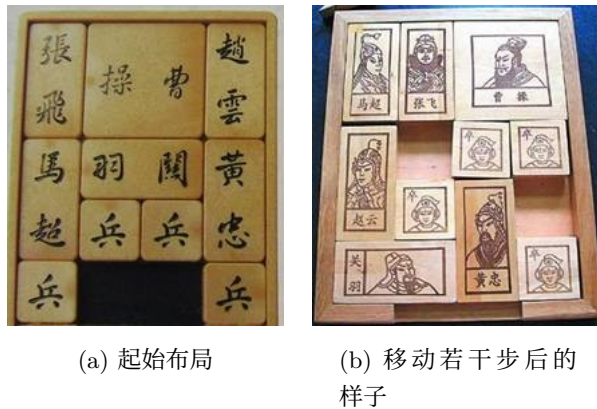 張飛
曹操
趙雲
馬超
關羽
黃忠
兵
兵
兵
兵
(a) 起始布局
马超
张飞
曹操
赵云
卒
卒
卒
关羽
黄忠
卒
(b) 移动若干步后的
样子